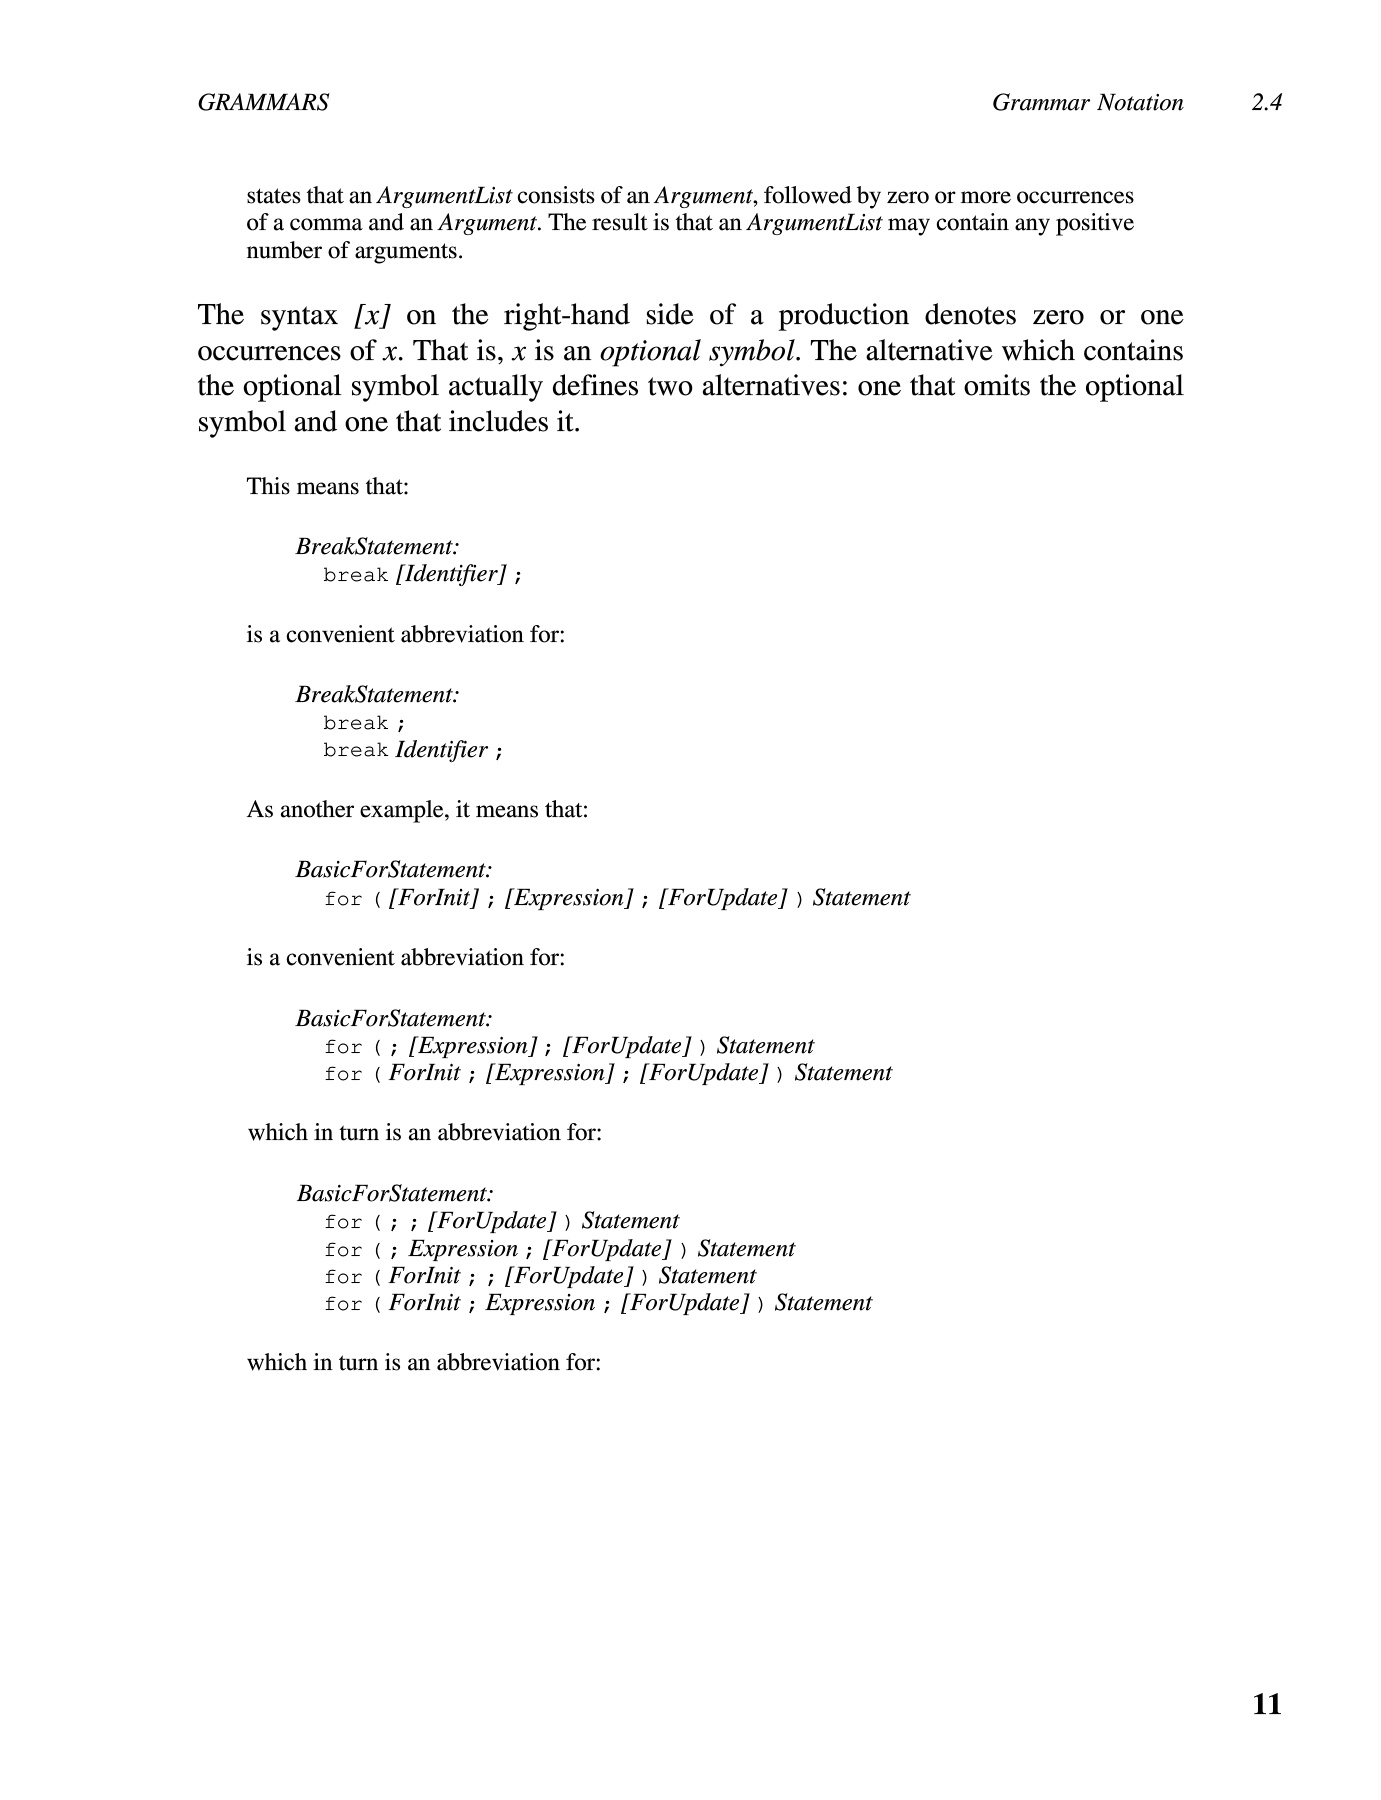 GRAMMARS Grammar Notation 2.4
states that an ArgumentList consists of an Argument, followed by zero or more occurrences
of a comma and an Argument. The result is that an ArgumentList may contain any positive
number of arguments.
The syntax [x] on the right-hand side of a production denotes zero or one
occurrences of x. That is, x is an optional symbol. The alternative which contains
the optional symbol actually defines two alternatives: one that omits the optional
symbol and one that includes it.
This means that:
BreakStatement:
break [Identifier] ;
is a convenient abbreviation for:
BreakStatement:
break ;
break Identifier ;
As another example, it means that:
BasicForStatement:
for ( [ForInit] ; [Expression] ; [ForUpdate] ) Statement
is a convenient abbreviation for:
BasicForStatement:
for ( ; [Expression] ; [ForUpdate] ) Statement
for ( ForInit ; [Expression] ; [ForUpdate] ) Statement
which in turn is an abbreviation for:
BasicForStatement:
for ( ; ; [ForUpdate] ) Statement
for ( ; Expression ; [ForUpdate] ) Statement
for ( ForInit ; ; [ForUpdate] ) Statement
for ( ForInit ; Expression ; [ForUpdate] ) Statement
which in turn is an abbreviation for:
11